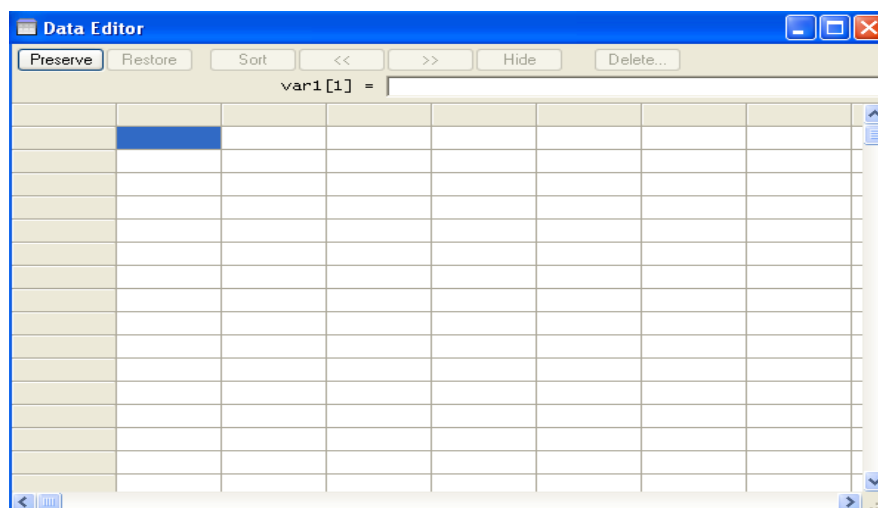 Data Editor
Preserve Restore Sort << >> Hide Delete...
var1[1] =